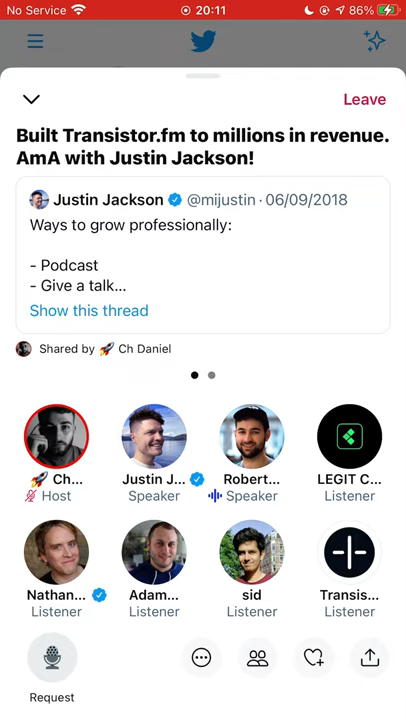 No Service 20:11 86%
Leave
Built Transistor.fm to millions in revenue.
AmA with Justin Jackson!
Justin Jackson @mijustin · 06/09/2018
Ways to grow professionally:
- Podcast
- Give a talk...
Show this thread
Shared by 🚀 Ch Daniel
🚀 Ch... Justin J... Robert... LEGIT C...
Host Speaker Speaker Listener
Nathan... Adam... sid Transis...
Listener Listener Listener Listener
Request